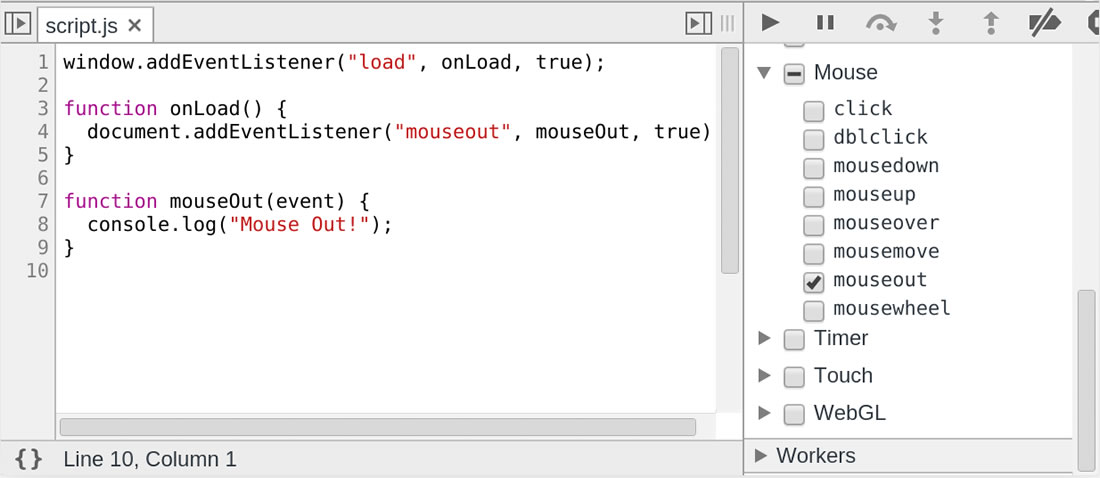 script.js ×
1 window.addEventListener("load", onLoad, true);
2
3 function onLoad() {
4   document.addEventListener("mouseout", mouseOut, true)
5 }
6
7 function mouseOut(event) {
8   console.log("Mouse Out!");
9 }
10
{} Line 10, Column 1
Mouse
click
dblclick
mousedown
mouseup
mouseover
mousemove
mouseout
mousewheel
Timer
Touch
WebGL
Workers